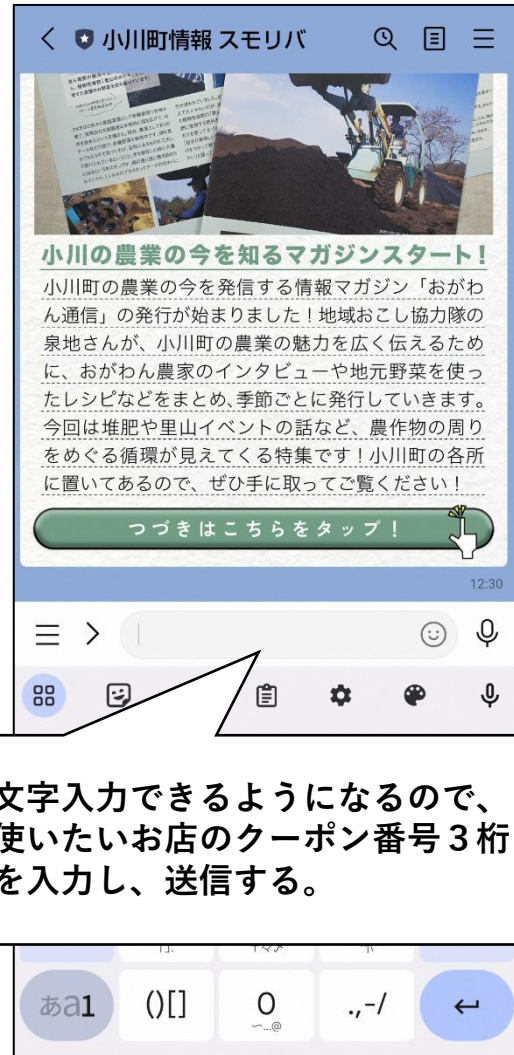 小川町情報 スモリバ
小川の農業の今を知るマガジンスタート！
小川町の農業の今を発信する情報マガジン「おがわ
ん通信」の発行が始まりました！地域おこし協力隊の
泉地さんが、小川町の農業の魅力を広く伝えるため
に、おがわん農家のインタビューや地元野菜を使っ
たレシピなどをまとめ、季節ごとに発行していきます。
今回は堆肥や里山イベントの話など、農作物の周り
をめぐる循環が見えてくる特集です！小川町の各所
に置いてあるので、ぜひ手に取ってご覧ください！
つづきはこちらをタップ！
12:30
文字入力できるようになるので、
使いたいお店のクーポン番号３桁
を入力し、送信する。
あa1 ()[] 0 .,-/
～…@